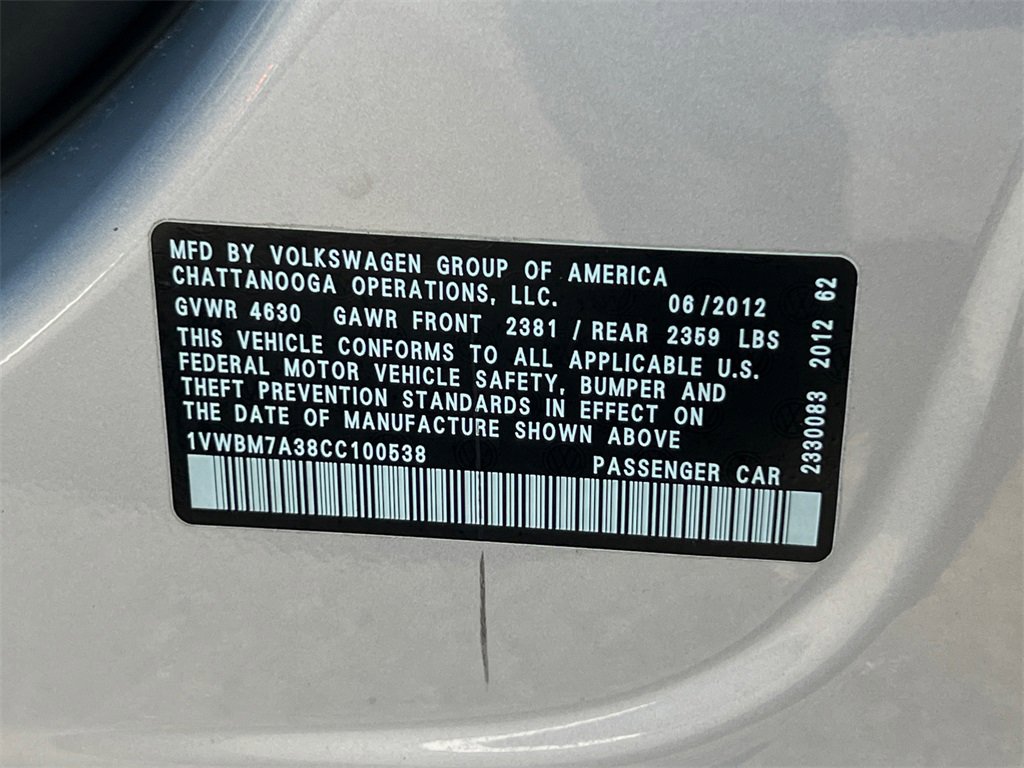 MFD BY VOLKSWAGEN GROUP OF AMERICA
CHATTANOOGA OPERATIONS, LLC. 06/2012
GVWR 4630 GAWR FRONT 2381 / REAR 2359 LBS
THIS VEHICLE CONFORMS TO ALL APPLICABLE U.S.
FEDERAL MOTOR VEHICLE SAFETY, BUMPER AND
THEFT PREVENTION STANDARDS IN EFFECT ON
THE DATE OF MANUFACTURE SHOWN ABOVE
1VWBM7A38CC100538 PASSENGER CAR
2330083 2012 62